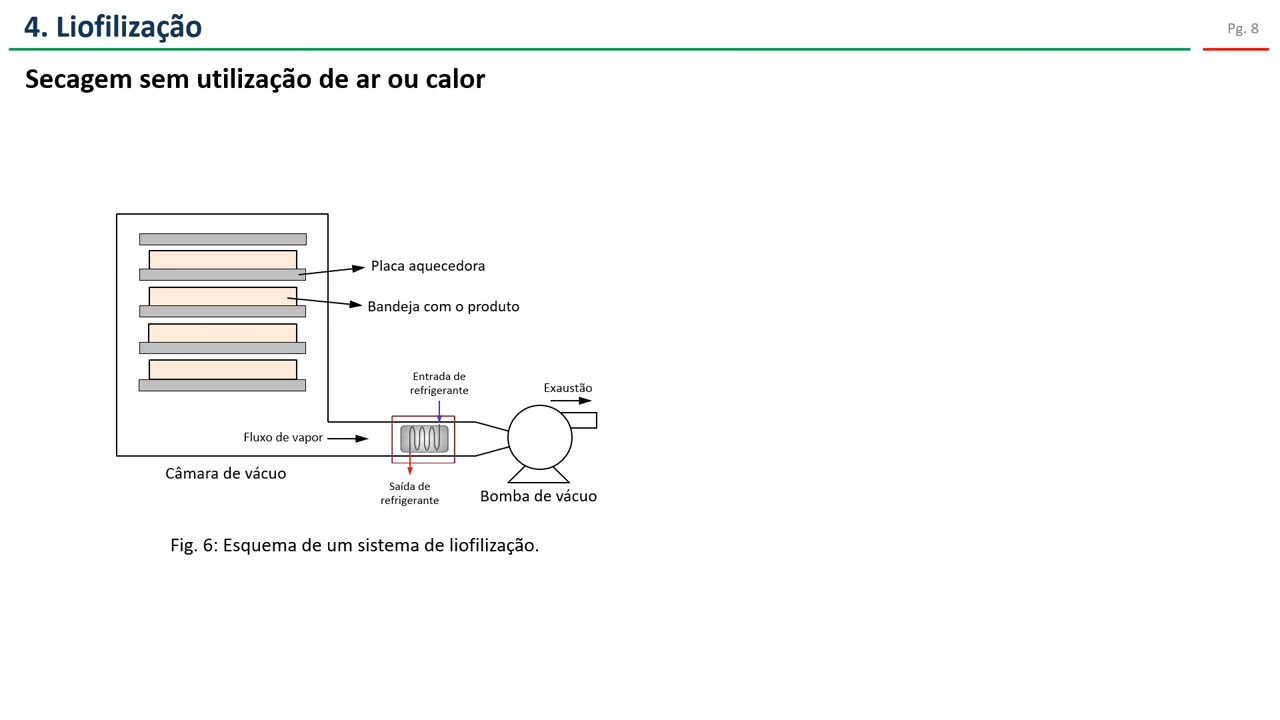 4. Liofilização
Pg. 8
Secagem sem utilização de ar ou calor
Placa aquecedora
Bandeja com o produto
Entrada de
refrigerante
Exaustão
Fluxo de vapor
Câmara de vácuo
Saída de
refrigerante
Bomba de vácuo
Fig. 6: Esquema de um sistema de liofilização.